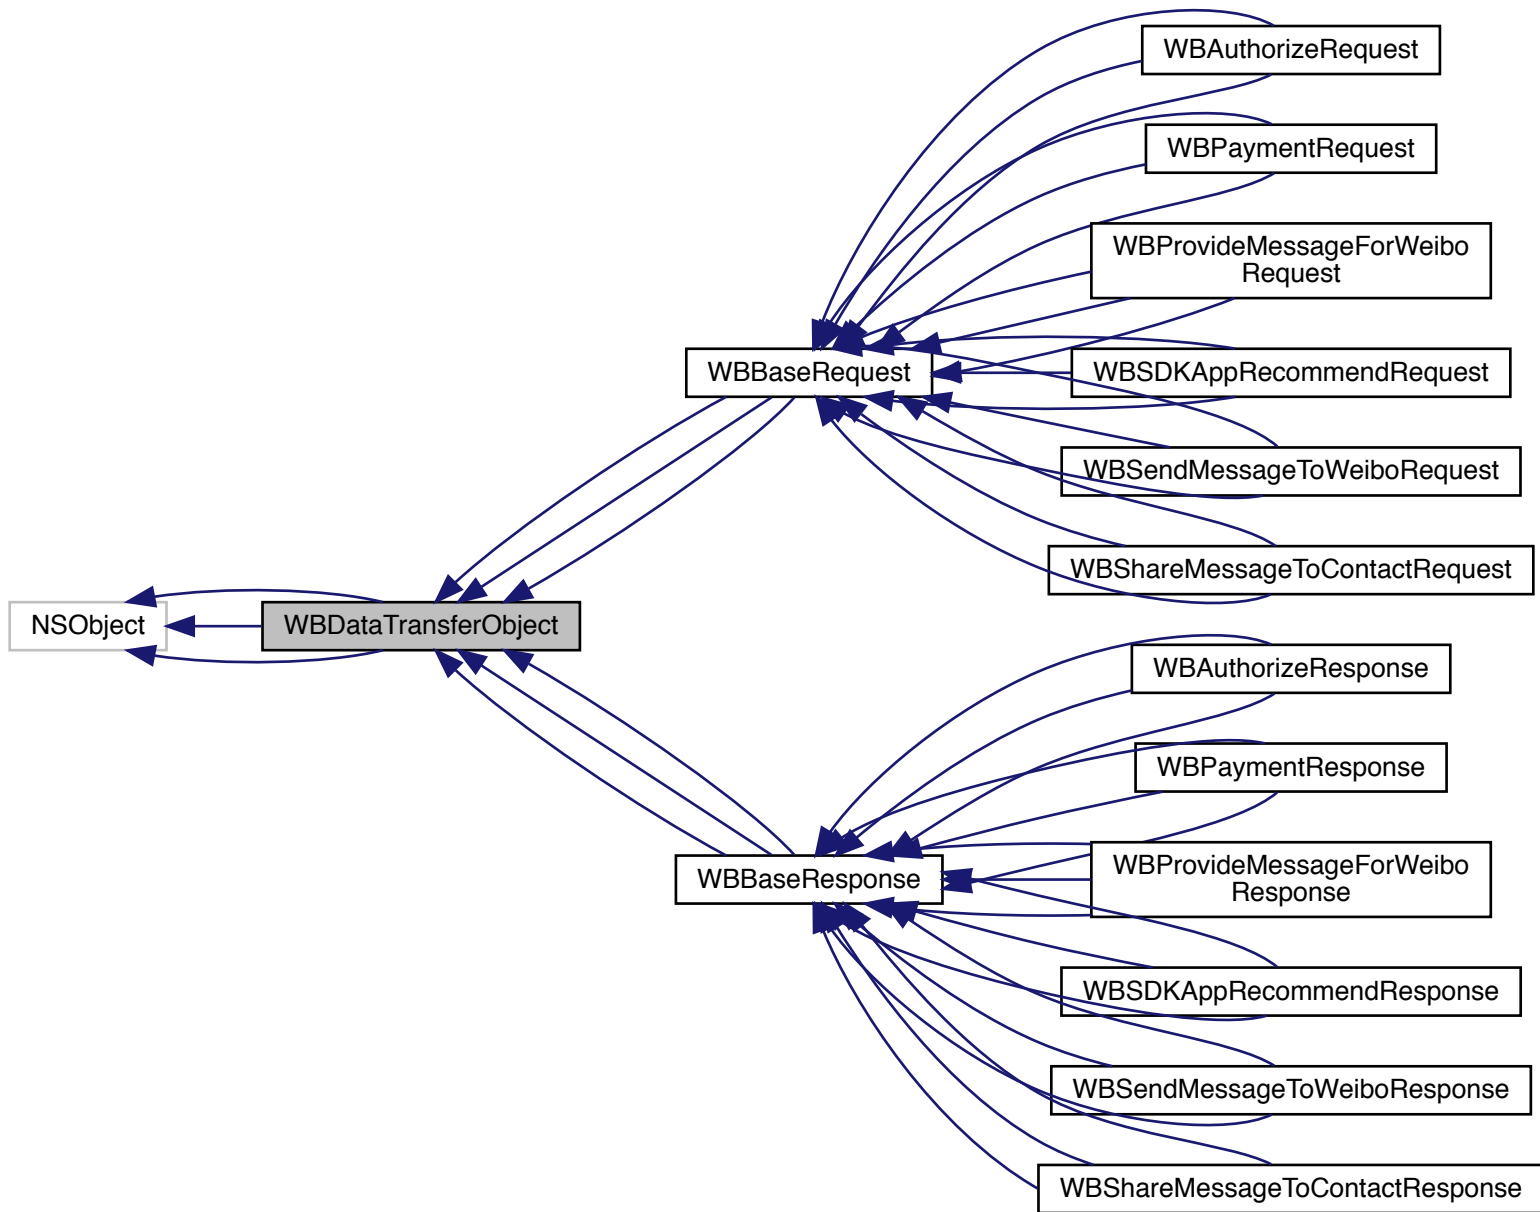 WBAuthorizeRequest
WBPaymentRequest
WBProvideMessageForWeibo
Request
WBBaseRequest
WBSDKAppRecommendRequest
WBSendMessageToWeiboRequest
WBShareMessageToContactRequest
NSObject
WBDataTransferObject
WBAuthorizeResponse
WBPaymentResponse
WBProvideMessageForWeibo
Response
WBBaseResponse
WBSDKAppRecommendResponse
WBSendMessageToWeiboResponse
WBShareMessageToContactResponse